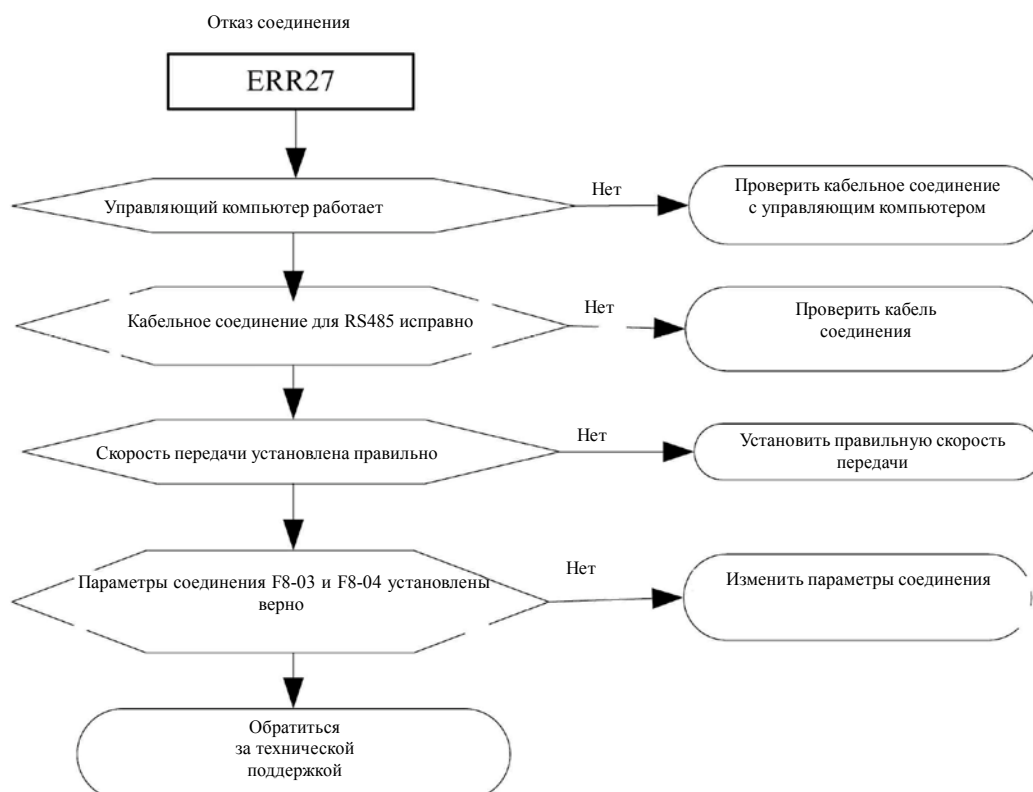 Отказ соединения
ERR27
Управляющий компьютер работает
Нет
Проверить кабельное соединение
с управляющим компьютером
Кабельное соединение для RS485 исправно
Нет
Проверить кабель
соединения
Скорость передачи установлена правильно
Нет
Установить правильную скорость
передачи
Параметры соединения F8-03 и F8-04 установлены
верно
Нет
Изменить параметры соединения
Обратиться
за технической
поддержкой